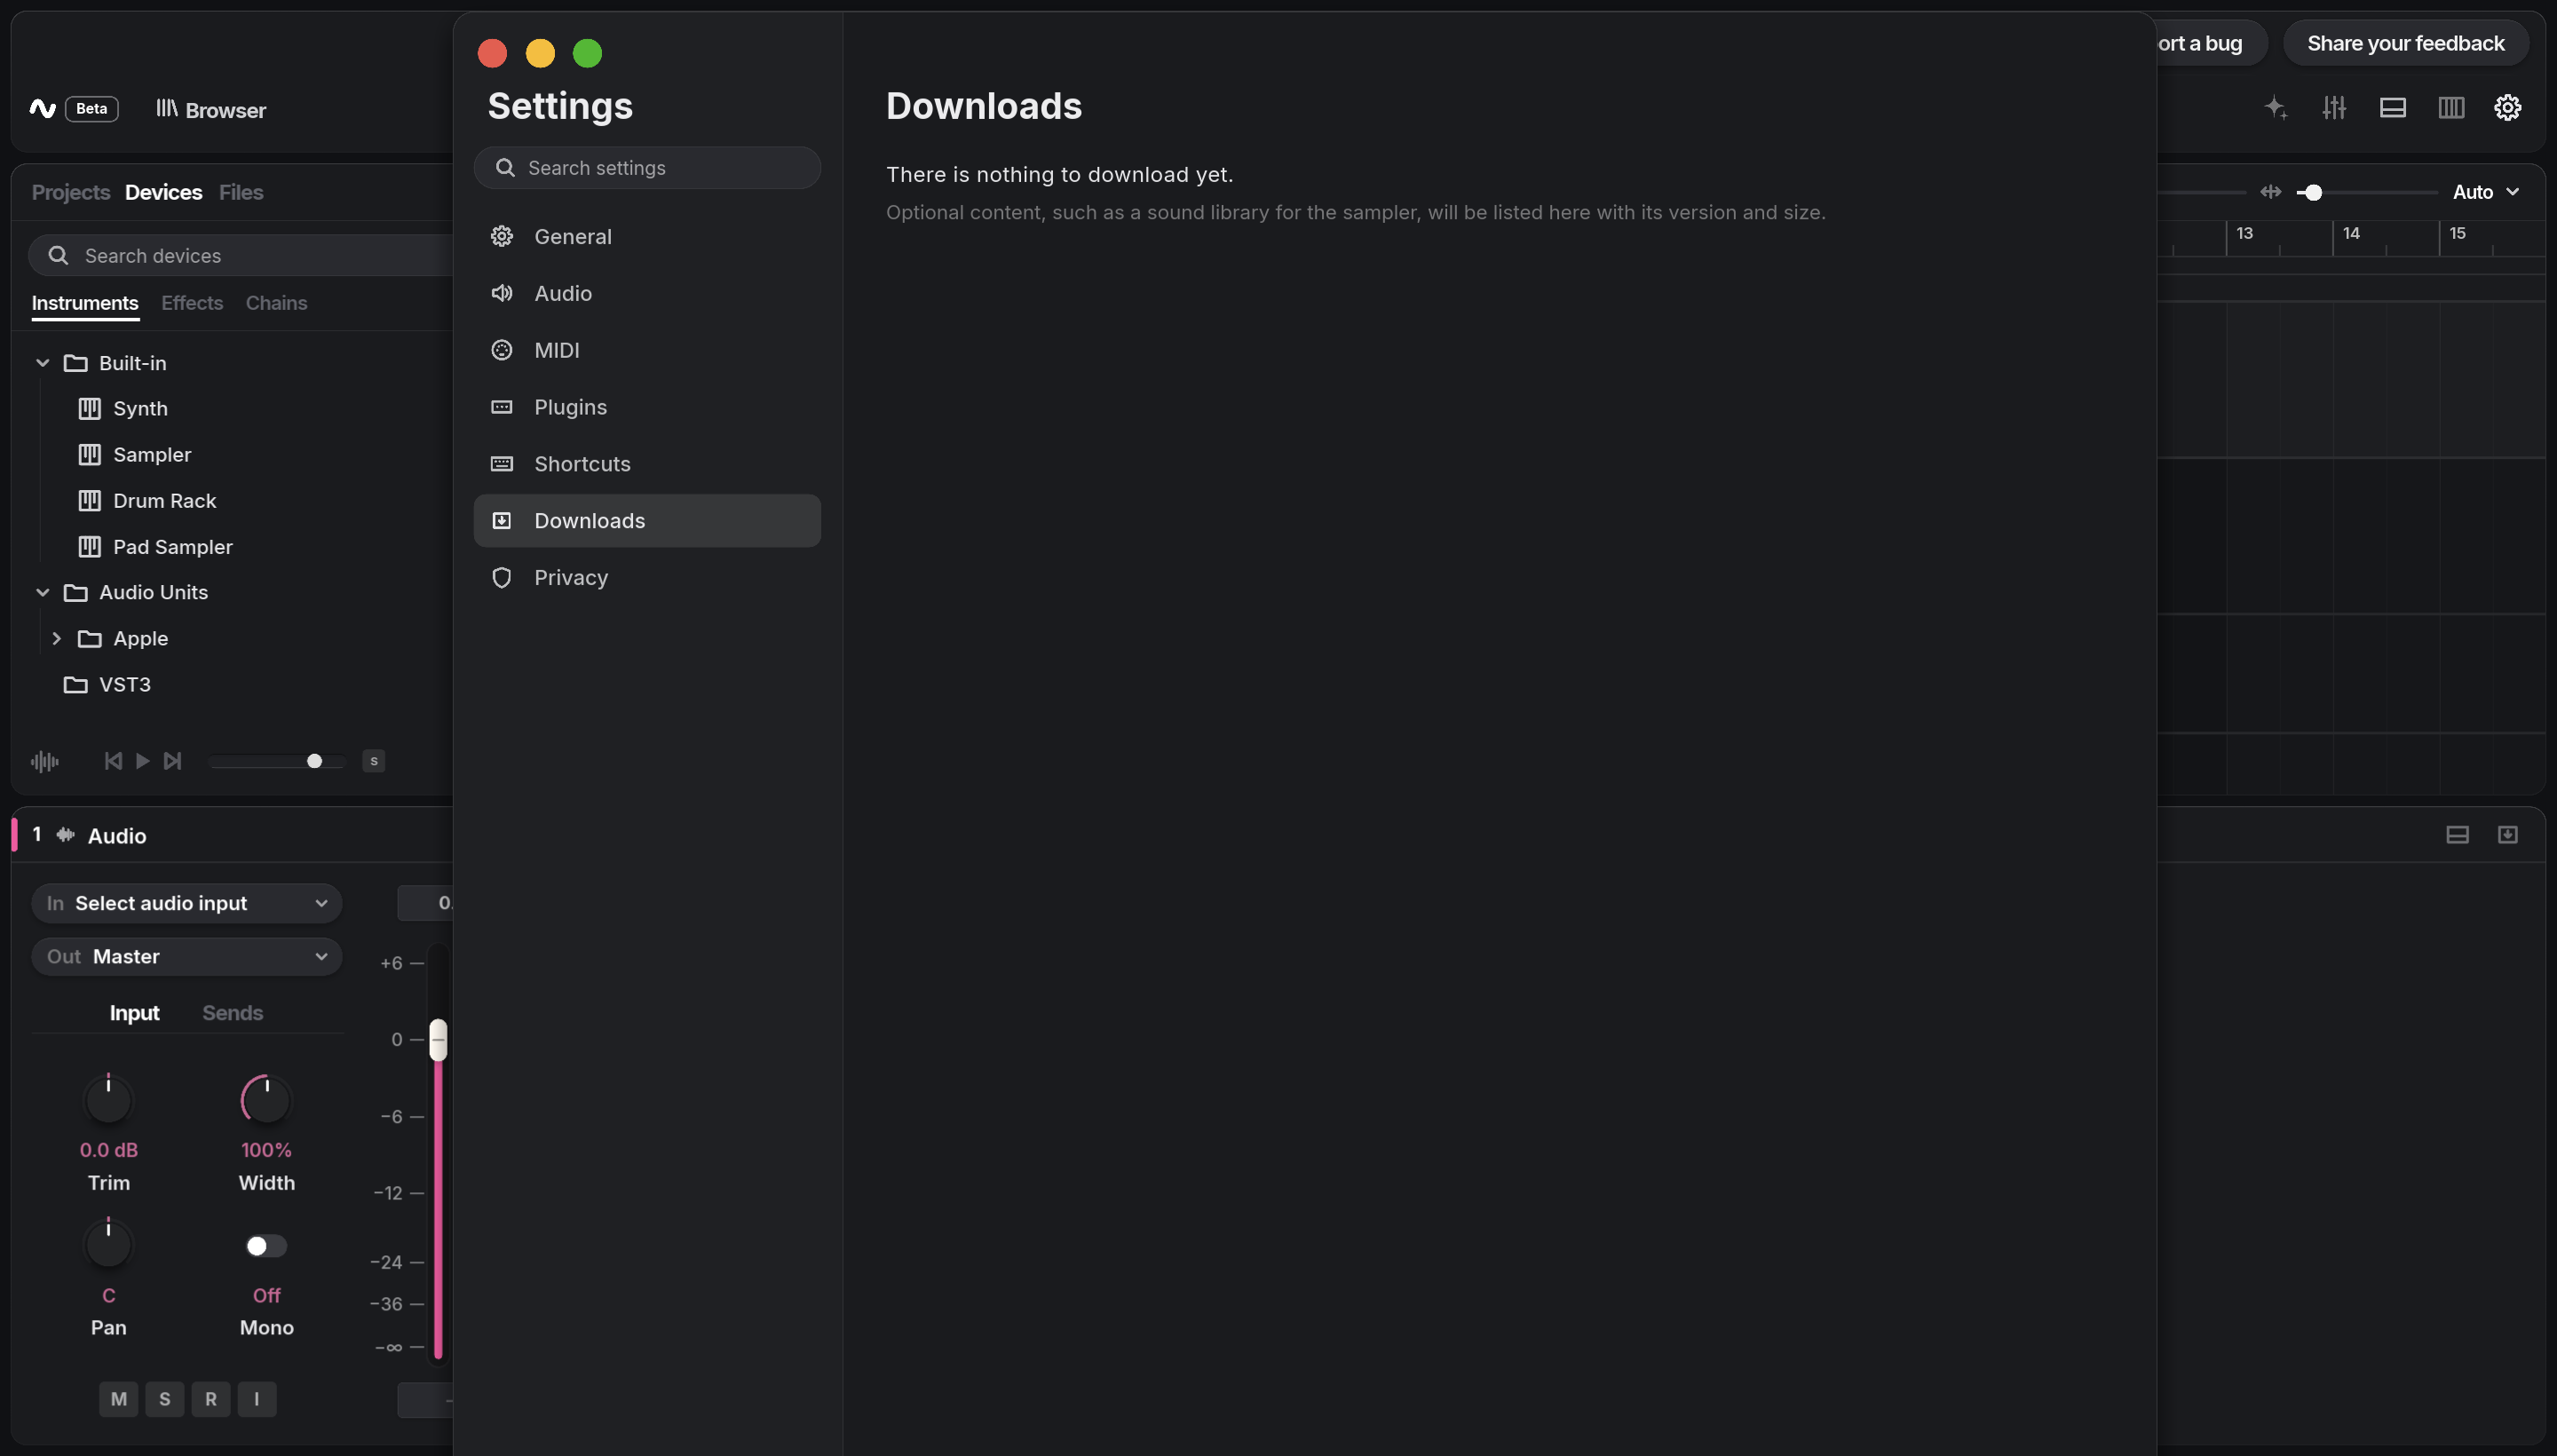 ort a bug
Share your feedback
Beta
Browser
Projects Devices Files
Search devices
Instruments Effects Chains
Built-in
Synth
Sampler
Drum Rack
Pad Sampler
Audio Units
Apple
VST3
S
Settings
Search settings
General
Audio
MIDI
Plugins
Shortcuts
Downloads
Privacy
Downloads
There is nothing to download yet.
Optional content, such as a sound library for the sampler, will be listed here with its version and size.
Auto
13 14 15
1 Audio
In Select audio input
Out Master
Input Sends
0.0 dB 100%
Trim Width
C Off
Pan Mono
M S R I
0.
+6
0
−6
−12
−24
−36
−∞